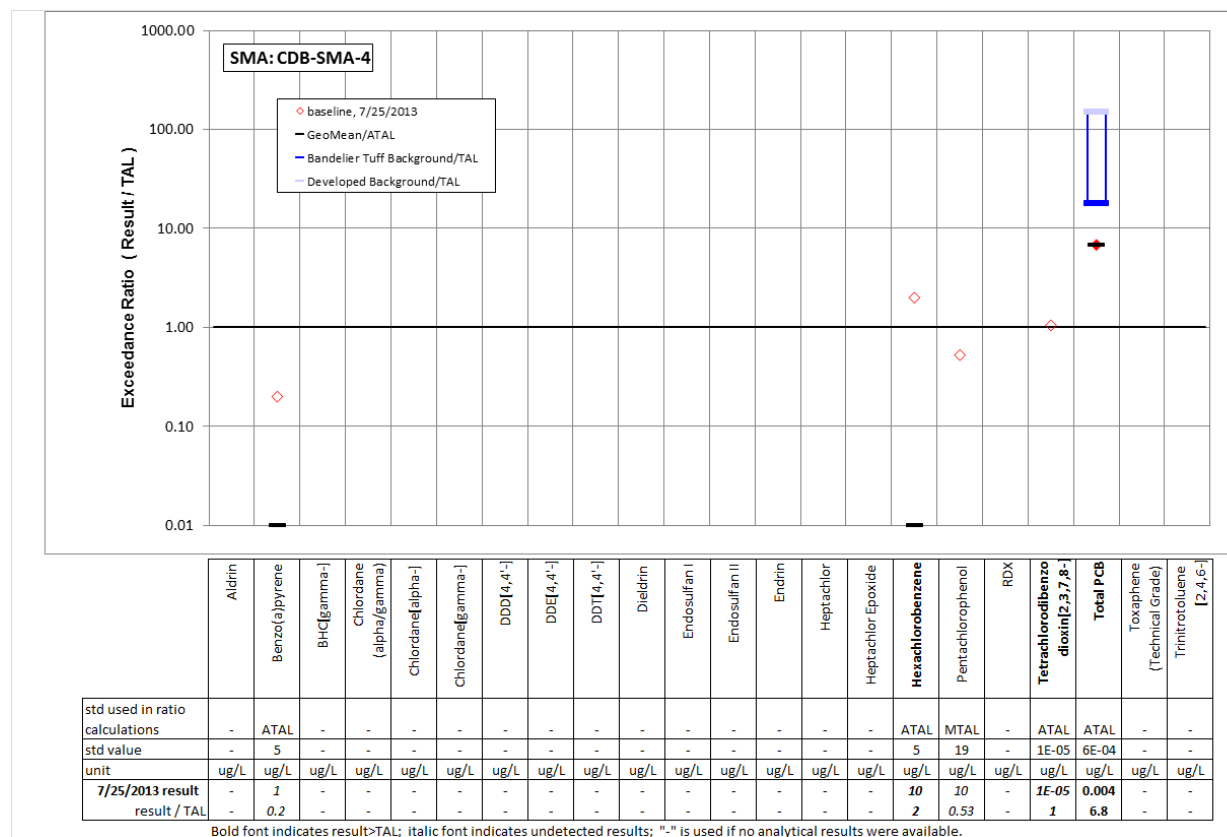 SMA: CDB-SMA-4
baseline, 7/25/2013
GeoMean/ATAL
Bandelier Tuff Background/TAL
Developed Background/TAL
Exceedance Ratio ( Result / TAL )
1000.00
100.00
10.00
1.00
0.10
0.01
Aldrin
Benzo(a)pyrene
BHC[gamma-]
Chlordane
(alpha/gamma)
Chlordane[alpha-]
Chlordane[gamma-]
DDD[4,4'-]
DDE[4,4'-]
DDT[4,4'-]
Dieldrin
Endosulfan I
Endosulfan II
Endrin
Heptachlor
Heptachlor Epoxide
Hexachlorobenzene
Pentachlorophenol
RDX
Tetrachlorodibenzo
dioxin[2,3,7,8-]
Total PCB
Toxaphene
(Technical Grade)
Trinitrotoluene
[2,4,6-]
std used in ratio
calculations - ATAL - - - - - - - - - - - - - ATAL MTAL - ATAL ATAL - -
std value - 5 - - - - - - - - - - - - - 5 19 - 1E-05 6E-04 - -
unit ug/L ug/L ug/L ug/L ug/L ug/L ug/L ug/L ug/L ug/L ug/L ug/L ug/L ug/L ug/L ug/L ug/L ug/L ug/L ug/L ug/L ug/L
7/25/2013 result - 1 - - - - - - - - - - - - - 10 10 - 1E-05 0.004 - -
result / TAL - 0.2 - - - - - - - - - - - - - 2 0.53 - 1 6.8 - -
Bold font indicates result>TAL; italic font indicates undetected results; "-" is used if no analytical results were available.